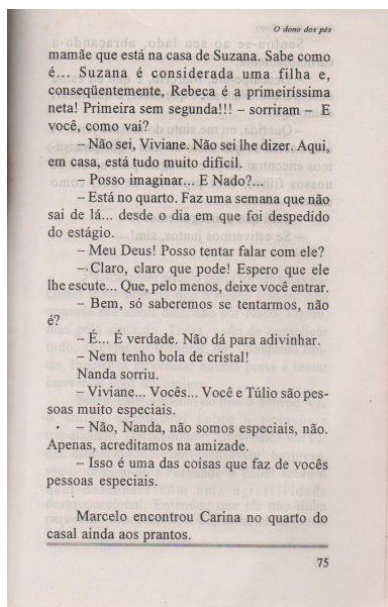 O dono dos pés
mamãe que está na casa de Suzana. Sabe como
é... Suzana é considerada uma filha e,
conseqüentemente, Rebeca é a primeiríssima
neta! Primeira sem segunda!!! – sorriram – E
você, como vai?
– Não sei, Viviane. Não sei lhe dizer. Aqui,
em casa, está tudo muito difícil.
– Posso imaginar... E Nado?...
– Está no quarto. Faz uma semana que não
sai de lá... desde o dia em que foi despedido
do estágio.
– Meu Deus! Posso tentar falar com ele?
– Claro, claro que pode! Espero que ele
lhe escute... Que, pelo menos, deixe você entrar.
– Bem, só saberemos se tentarmos, não
é?
– É... É verdade. Não dá para adivinhar.
– Nem tenho bola de cristal!
Nanda sorriu.
– Viviane... Vocês... Você e Túlio são pes-
soas muito especiais.
– Não, Nanda, não somos especiais, não.
Apenas, acreditamos na amizade.
– Isso é uma das coisas que faz de vocês
pessoas especiais.
Marcelo encontrou Carina no quarto do
casal ainda aos prantos.
75